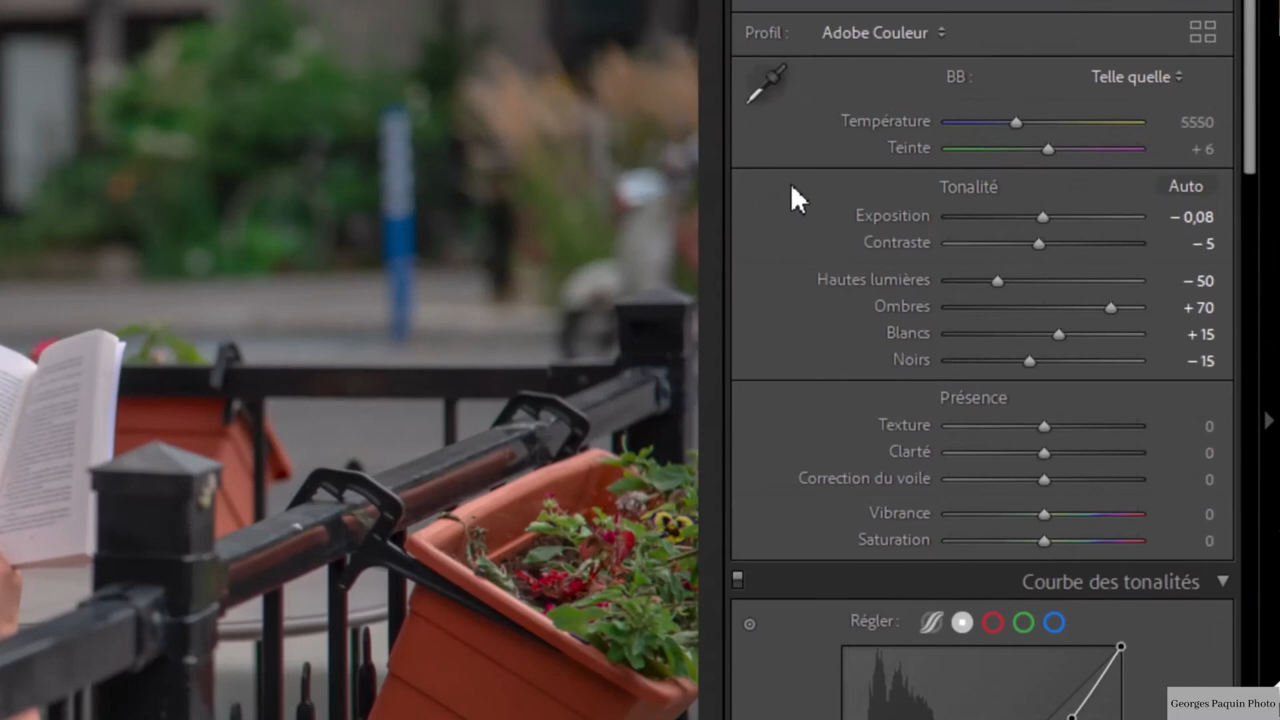 Profil : Adobe Couleur
BB : Telle quelle
Température 5550
Teinte + 6
Tonalité Auto
Exposition − 0,08
Contraste − 5
Hautes lumières − 50
Ombres + 70
Blancs + 15
Noirs − 15
Présence
Texture 0
Clarté 0
Correction du voile 0
Vibrance 0
Saturation 0
Courbe des tonalités
Régler :
Georges Paquin Photo